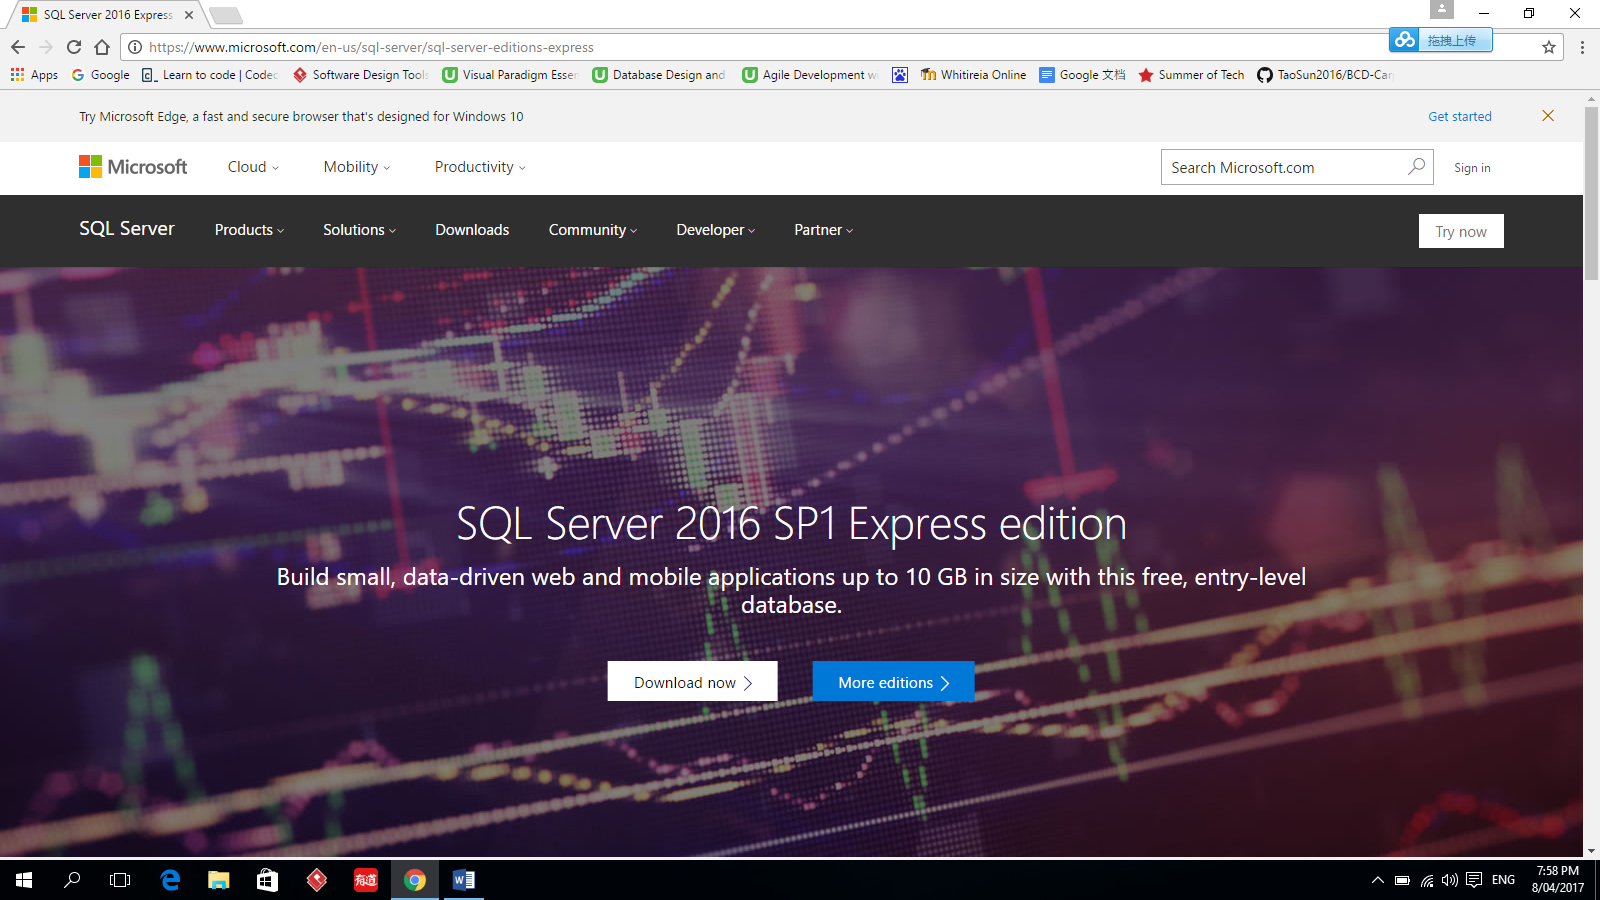 SQL Server 2016 Express
https://www.microsoft.com/en-us/sql-server/sql-server-editions-express
拖拽上传
Apps Google Learn to code | Codec Software Design Tools Visual Paradigm Essen Database Design and Agile Development w Whitireia Online Google 文档 Summer of Tech TaoSun2016/BCD-Car
Try Microsoft Edge, a fast and secure browser that's designed for Windows 10 Get started
Microsoft Cloud Mobility Productivity Search Microsoft.com Sign in
SQL Server Products Solutions Downloads Community Developer Partner Try now
SQL Server 2016 SP1 Express edition
Build small, data-driven web and mobile applications up to 10 GB in size with this free, entry-level
database.
Download now More editions
有道 W ENG 7:58 PM
8/04/2017